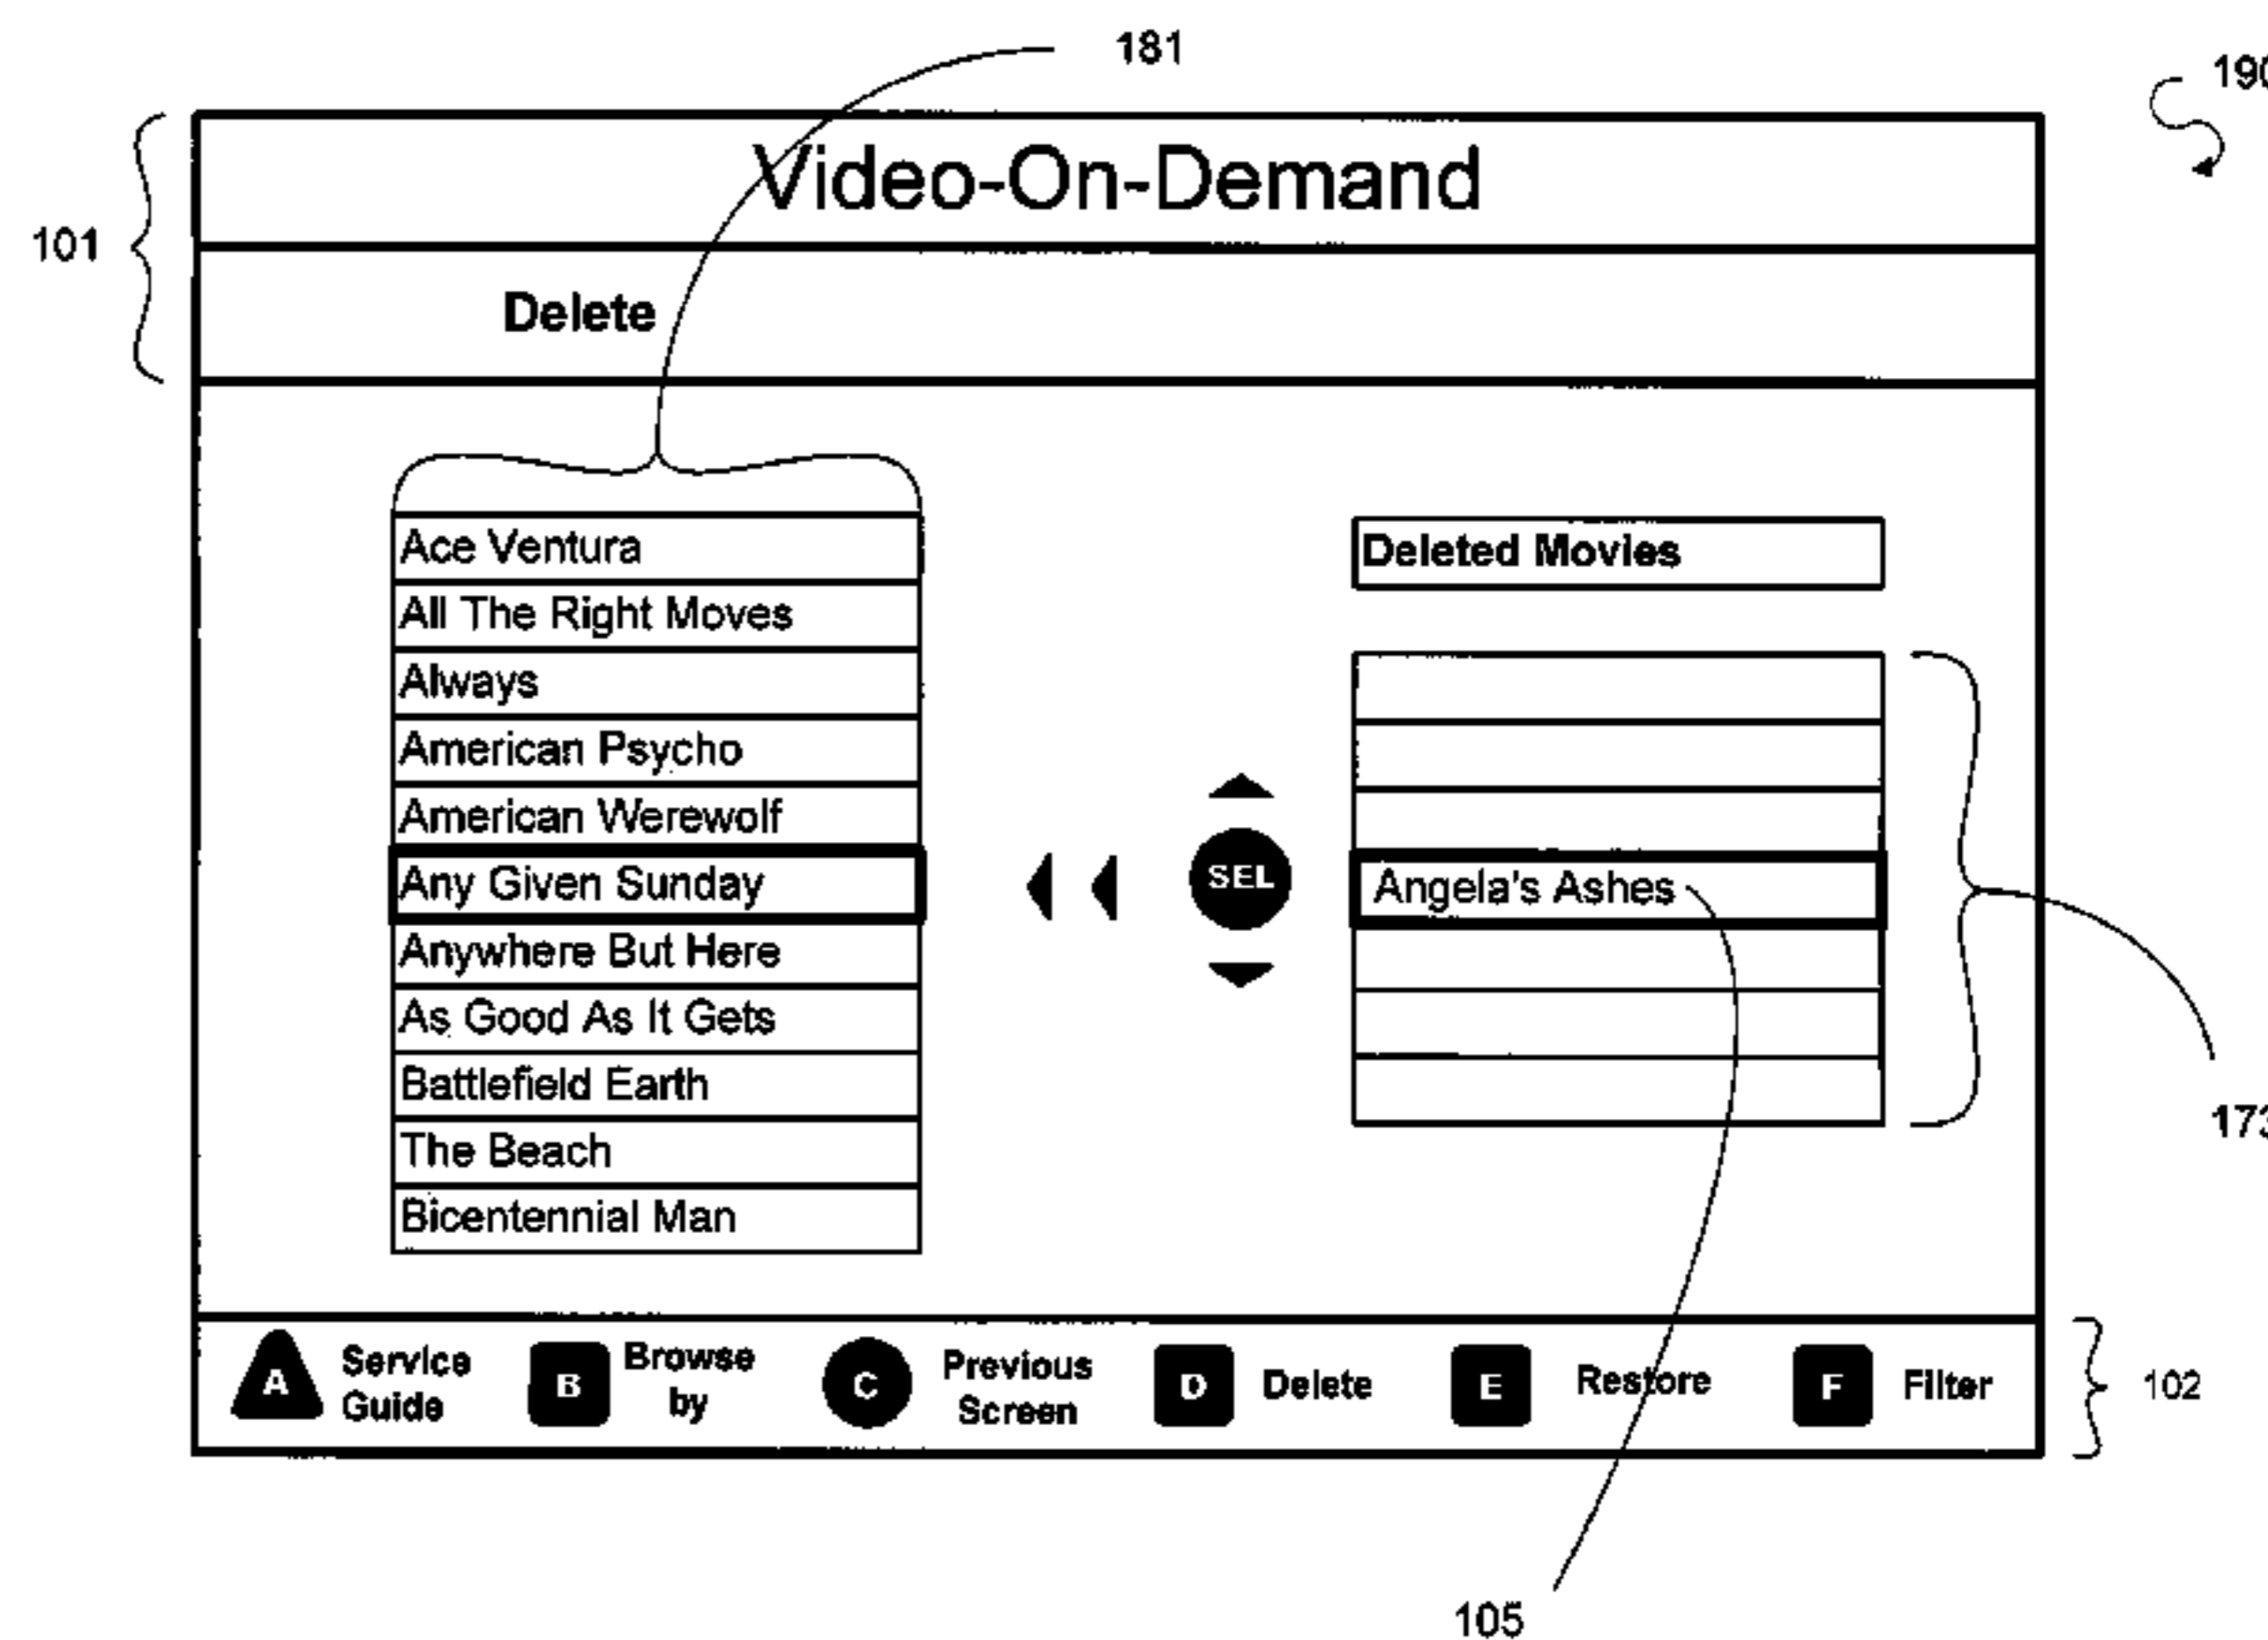 181
190
Video-On-Demand
101
Delete
Ace Ventura
All The Right Moves
Always
American Psycho
American Werewolf
Any Given Sunday
Anywhere But Here
As Good As It Gets
Battlefield Earth
The Beach
Bicentennial Man
SEL
Deleted Movies
Angela's Ashes
173
A Service
Guide
B Browse
by
C Previous
Screen
D Delete
E Restore
F Filter
102
105